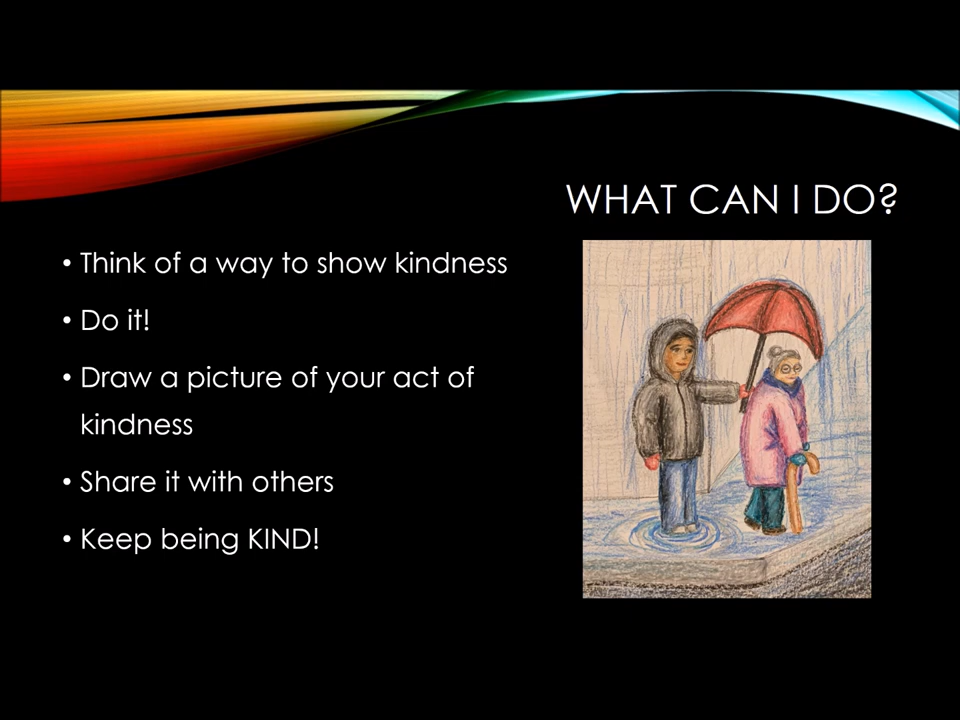 WHAT CAN I DO?
• Think of a way to show kindness
• Do it!
• Draw a picture of your act of
kindness
• Share it with others
• Keep being KIND!